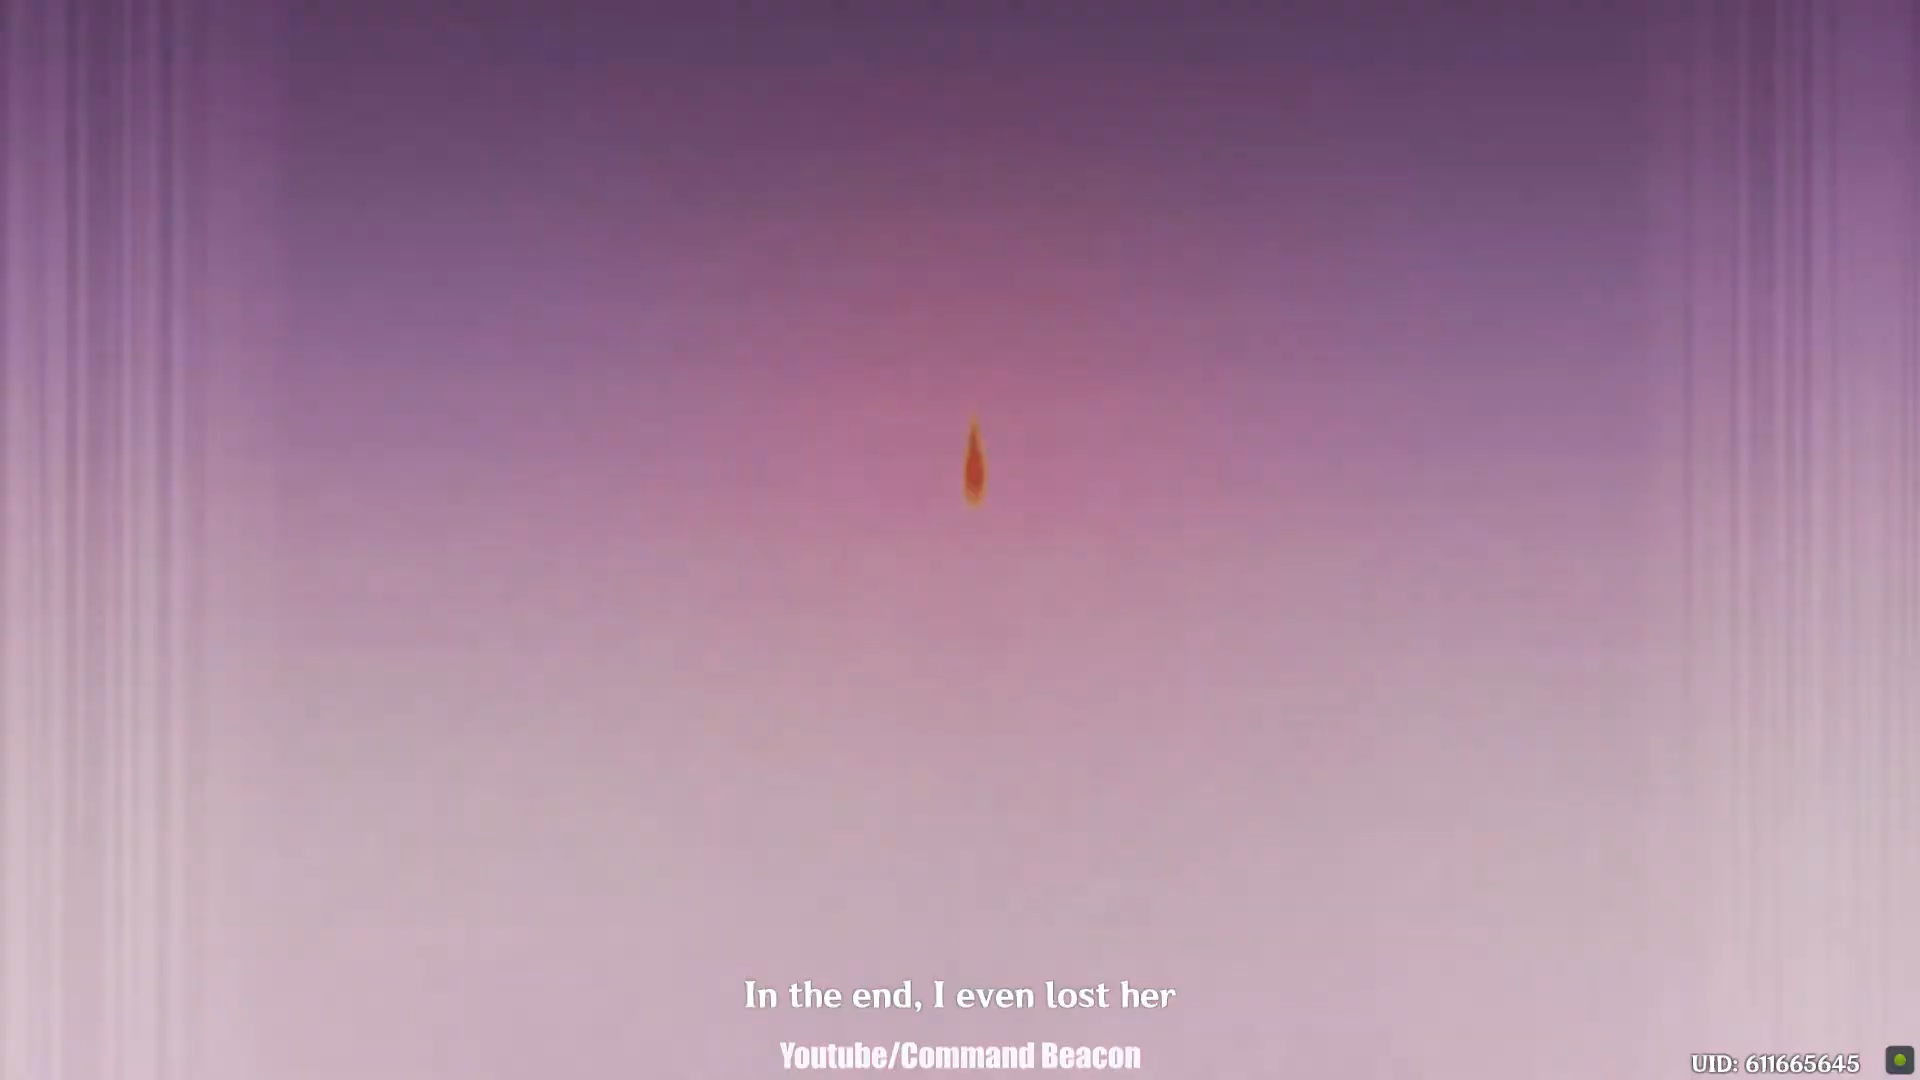 In the end, I even lost her
Youtube/Command Beacon
UID: 611665645